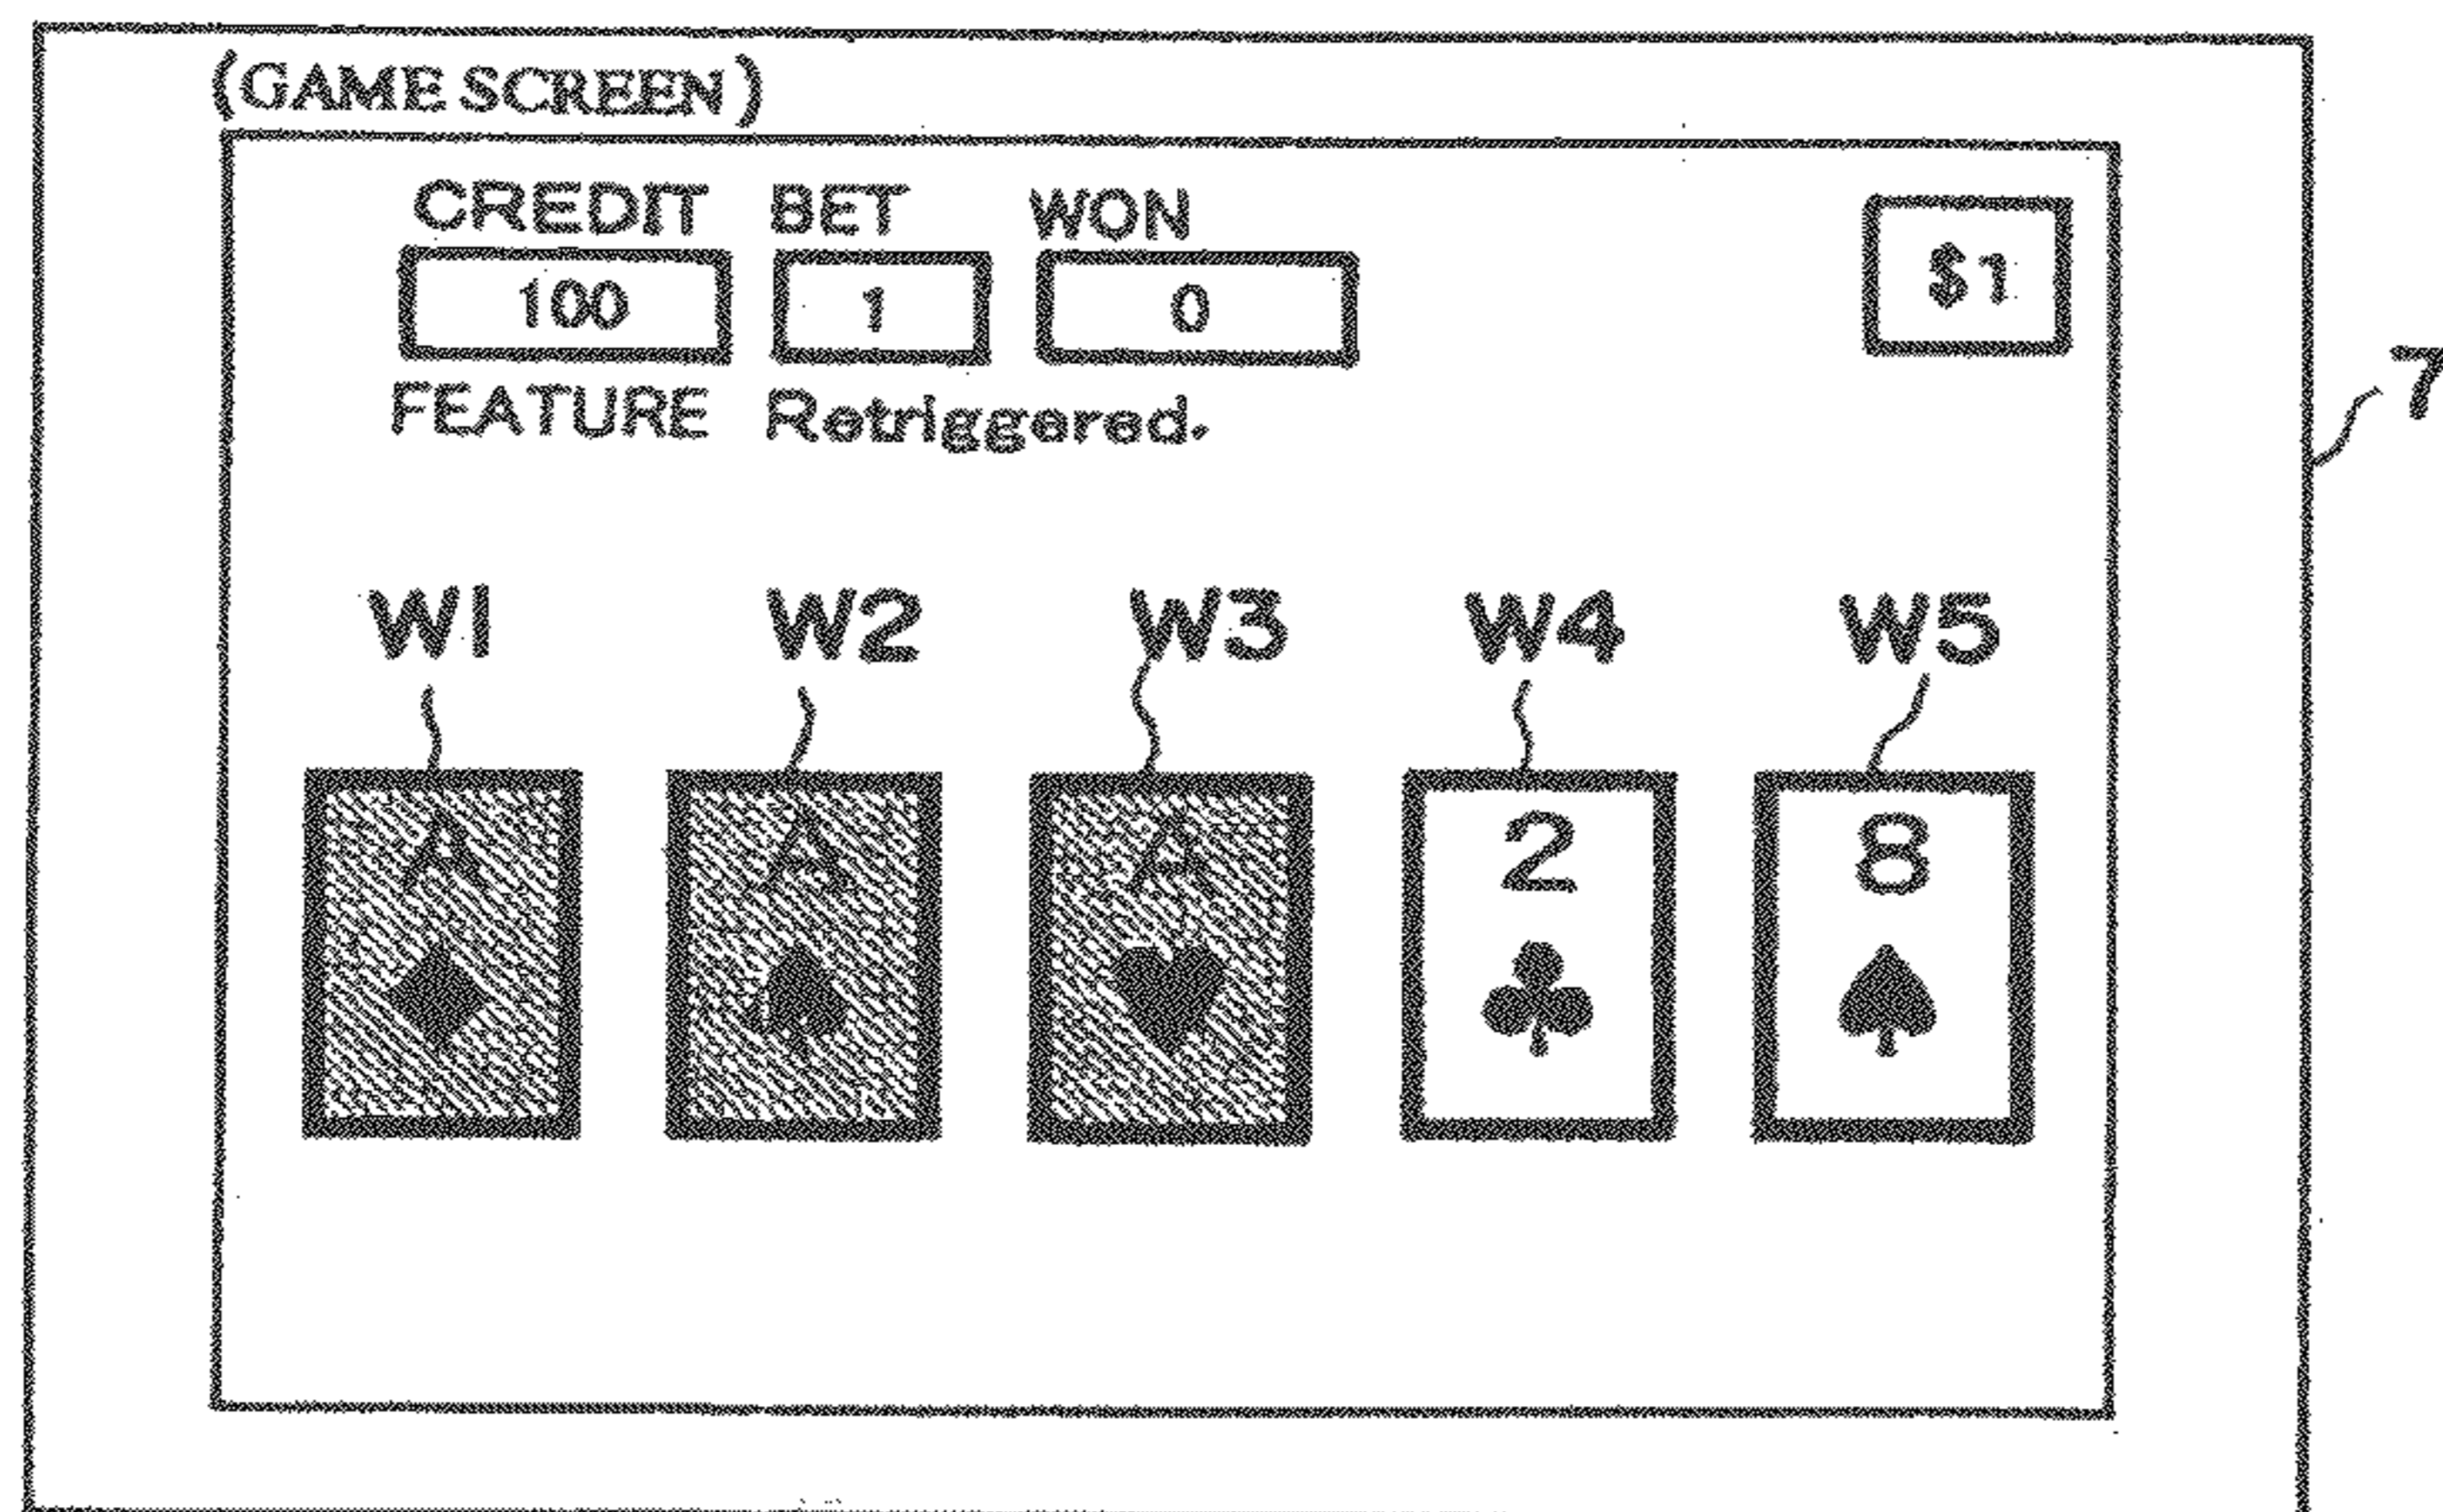 (GAME SCREEN)
CREDIT BET WON
100 1 0 $1
FEATURE Retriggered.
7
W1 W2 W3 W4 W5
A A A 2 8